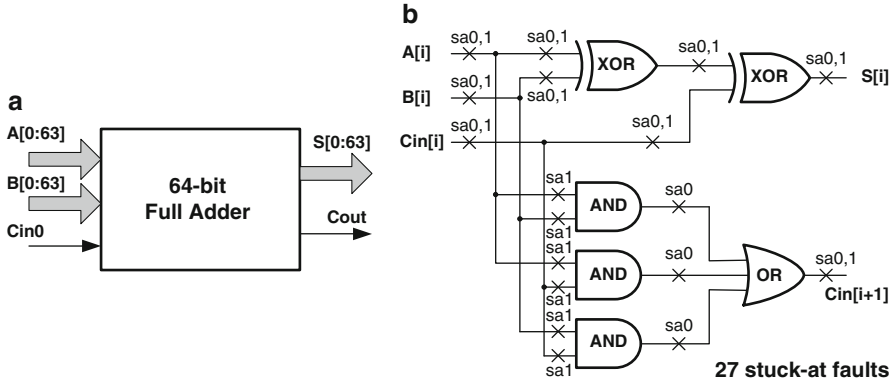 a
A[0:63]
B[0:63]
Cin0
64-bit
Full Adder
S[0:63]
Cout
b
A[i]
B[i]
Cin[i]
sa0,1
sa0,1
sa0,1
sa0,1
sa0,1
sa0,1
XOR
sa0,1
XOR
sa0,1
S[i]
sa1
sa1
AND
sa0
sa1
sa1
AND
sa0
sa1
sa1
AND
sa0
OR
sa0,1
Cin[i+1]
27 stuck-at faults